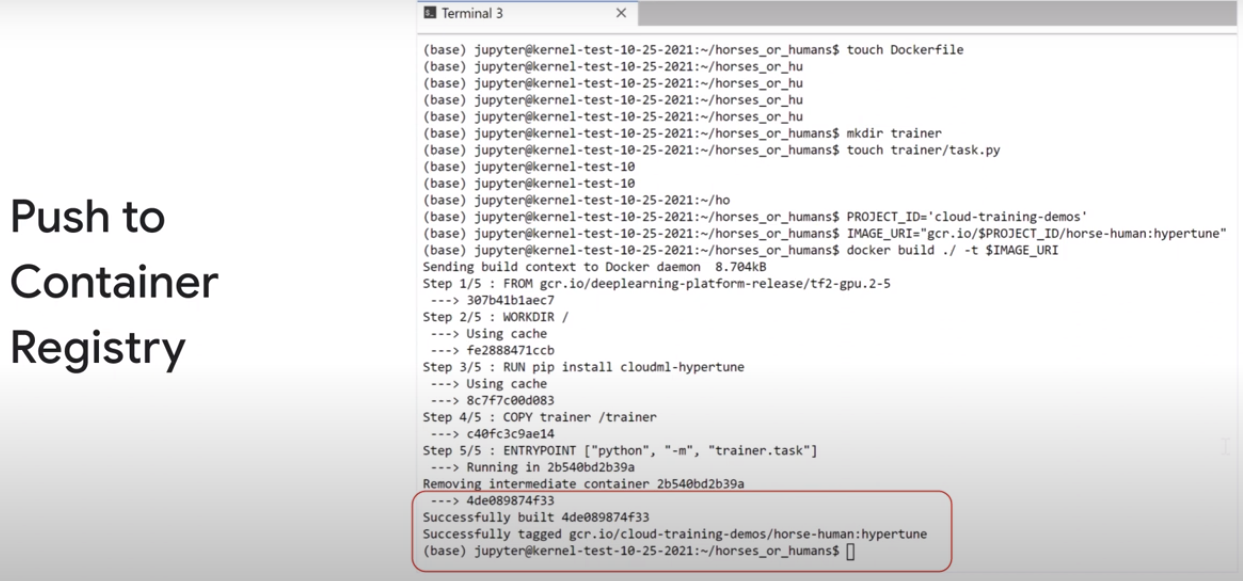 Push to
Container
Registry
Terminal 3
(base) jupyter@kernel-test-10-25-2021:~/horses_or_humans$ touch Dockerfile
(base) jupyter@kernel-test-10-25-2021:~/horses_or_hu
(base) jupyter@kernel-test-10-25-2021:~/horses_or_hu
(base) jupyter@kernel-test-10-25-2021:~/horses_or_hu
(base) jupyter@kernel-test-10-25-2021:~/horses_or_hu
(base) jupyter@kernel-test-10-25-2021:~/horses_or_humans$ mkdir trainer
(base) jupyter@kernel-test-10-25-2021:~/horses_or_humans$ touch trainer/task.py
(base) jupyter@kernel-test-10
(base) jupyter@kernel-test-10
(base) jupyter@kernel-test-10-25-2021:~/ho
(base) jupyter@kernel-test-10-25-2021:~/horses_or_humans$ PROJECT_ID='cloud-training-demos'
(base) jupyter@kernel-test-10-25-2021:~/horses_or_humans$ IMAGE_URI="gcr.io/$PROJECT_ID/horse-human:hypertune"
(base) jupyter@kernel-test-10-25-2021:~/horses_or_humans$ docker build ./ -t $IMAGE_URI
Sending build context to Docker daemon  8.704kB
Step 1/5 : FROM gcr.io/deeplearning-platform-release/tf2-gpu.2-5
 ---> 307b41b1aec7
Step 2/5 : WORKDIR /
 ---> Using cache
 ---> fe2888471ccb
Step 3/5 : RUN pip install cloudml-hypertune
 ---> Using cache
 ---> 8c7f7c00d083
Step 4/5 : COPY trainer /trainer
 ---> c40fc3c9ae14
Step 5/5 : ENTRYPOINT ["python", "-m", "trainer.task"]
 ---> Running in 2b540bd2b39a
Removing intermediate container 2b540bd2b39a
 ---> 4de089874f33
Successfully built 4de089874f33
Successfully tagged gcr.io/cloud-training-demos/horse-human:hypertune
(base) jupyter@kernel-test-10-25-2021:~/horses_or_humans$